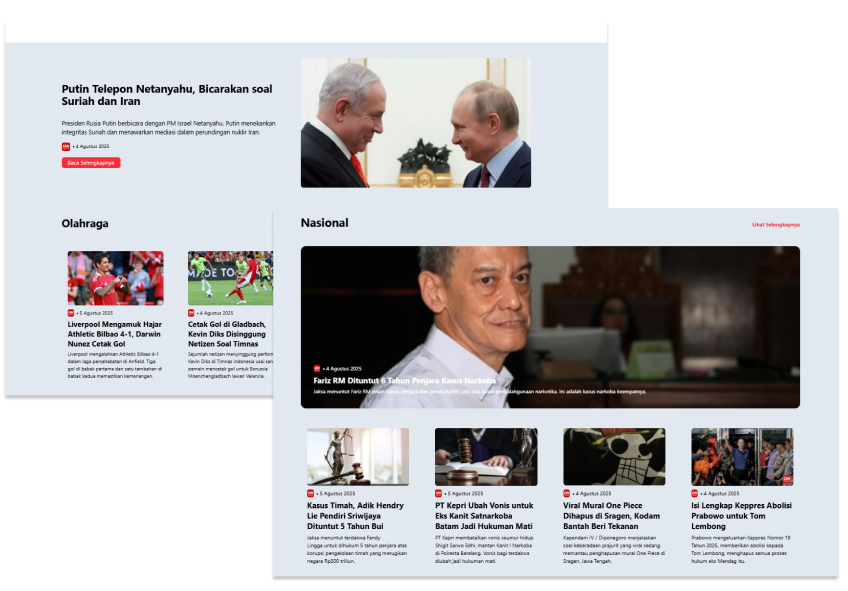 Putin Telepon Netanyahu, Bicarakan soal
Suriah dan Iran
Presiden Rusia Putin berbicara dengan PM Israel Netanyahu. Putin menekankan
integritas Suriah dan menawarkan mediasi dalam perundingan nuklir Iran.
• 4 Agustus 2025
Baca Selengkapnya
Olahraga
MADE TO
• 5 Agustus 2025
Liverpool Mengamuk Hajar
Athletic Bilbao 4-1, Darwin
Nunez Cetak Gol
Liverpool mengalahkan Athletic Bilbao 4-1
dalam laga persahabatan di Anfield. Tiga
gol di babak pertama dan satu tambahan di
babak kedua memastikan kemenangan.
• 4 Agustus 2025
Cetak Gol di Gladbach,
Kevin Diks Disinggung
Netizen Soal Timnas
Sejumlah netizen menyinggung perform
Kevin Diks di Timnas Indonesia usai san
pemain mencetak gol untuk Borussia
Moenchengladbach lawan Valencia.
Nasional
Lihat Selengkapnya
• 4 Agustus 2025
Fariz RM Dituntut 6 Tahun Penjara Kasus Narkoba
Jaksa menuntut Fariz RM enam tahun penjara dan denda Rp800 juta atas kasus penyalahgunaan narkotika. Ini adalah kasus narkoba keempatnya.
• 5 Agustus 2025
Kasus Timah, Adik Hendry
Lie Pendiri Sriwijaya
Dituntut 5 Tahun Bui
Jaksa menuntut terdakwa Fandy
Lingga untuk dihukum 5 tahun penjara atas
korupsi pengelolaan timah yang merugikan
negara Rp300 triliun.
• 5 Agustus 2025
PT Kepri Ubah Vonis untuk
Eks Kanit Satnarkoba
Batam Jadi Hukuman Mati
PT Kepri membatalkan vonis seumur hidup
Shigit Sarwo Edhi, mantan Kanit I Narkoba
di Polresta Barelang. Vonis bagi terdakwa
diubah jadi hukuman mati.
• 5 Agustus 2025
Viral Mural One Piece
Dihapus di Sragen, Kodam
Bantah Beri Tekanan
Kapendam IV / Diponegoro menjelaskan
soal keberadaan prajurit yang viral sedang
memantau penghapusan mural One Piece di
Sragen, Jawa Tengah.
• 4 Agustus 2025
Isi Lengkap Keppres Abolisi
Prabowo untuk Tom
Lembong
Prabowo mengeluarkan Keppres Nomor 18
Tahun 2025, memberikan abolisi kepada
Tom Lembong, menghapus semua proses
hukum eks Mendag itu.